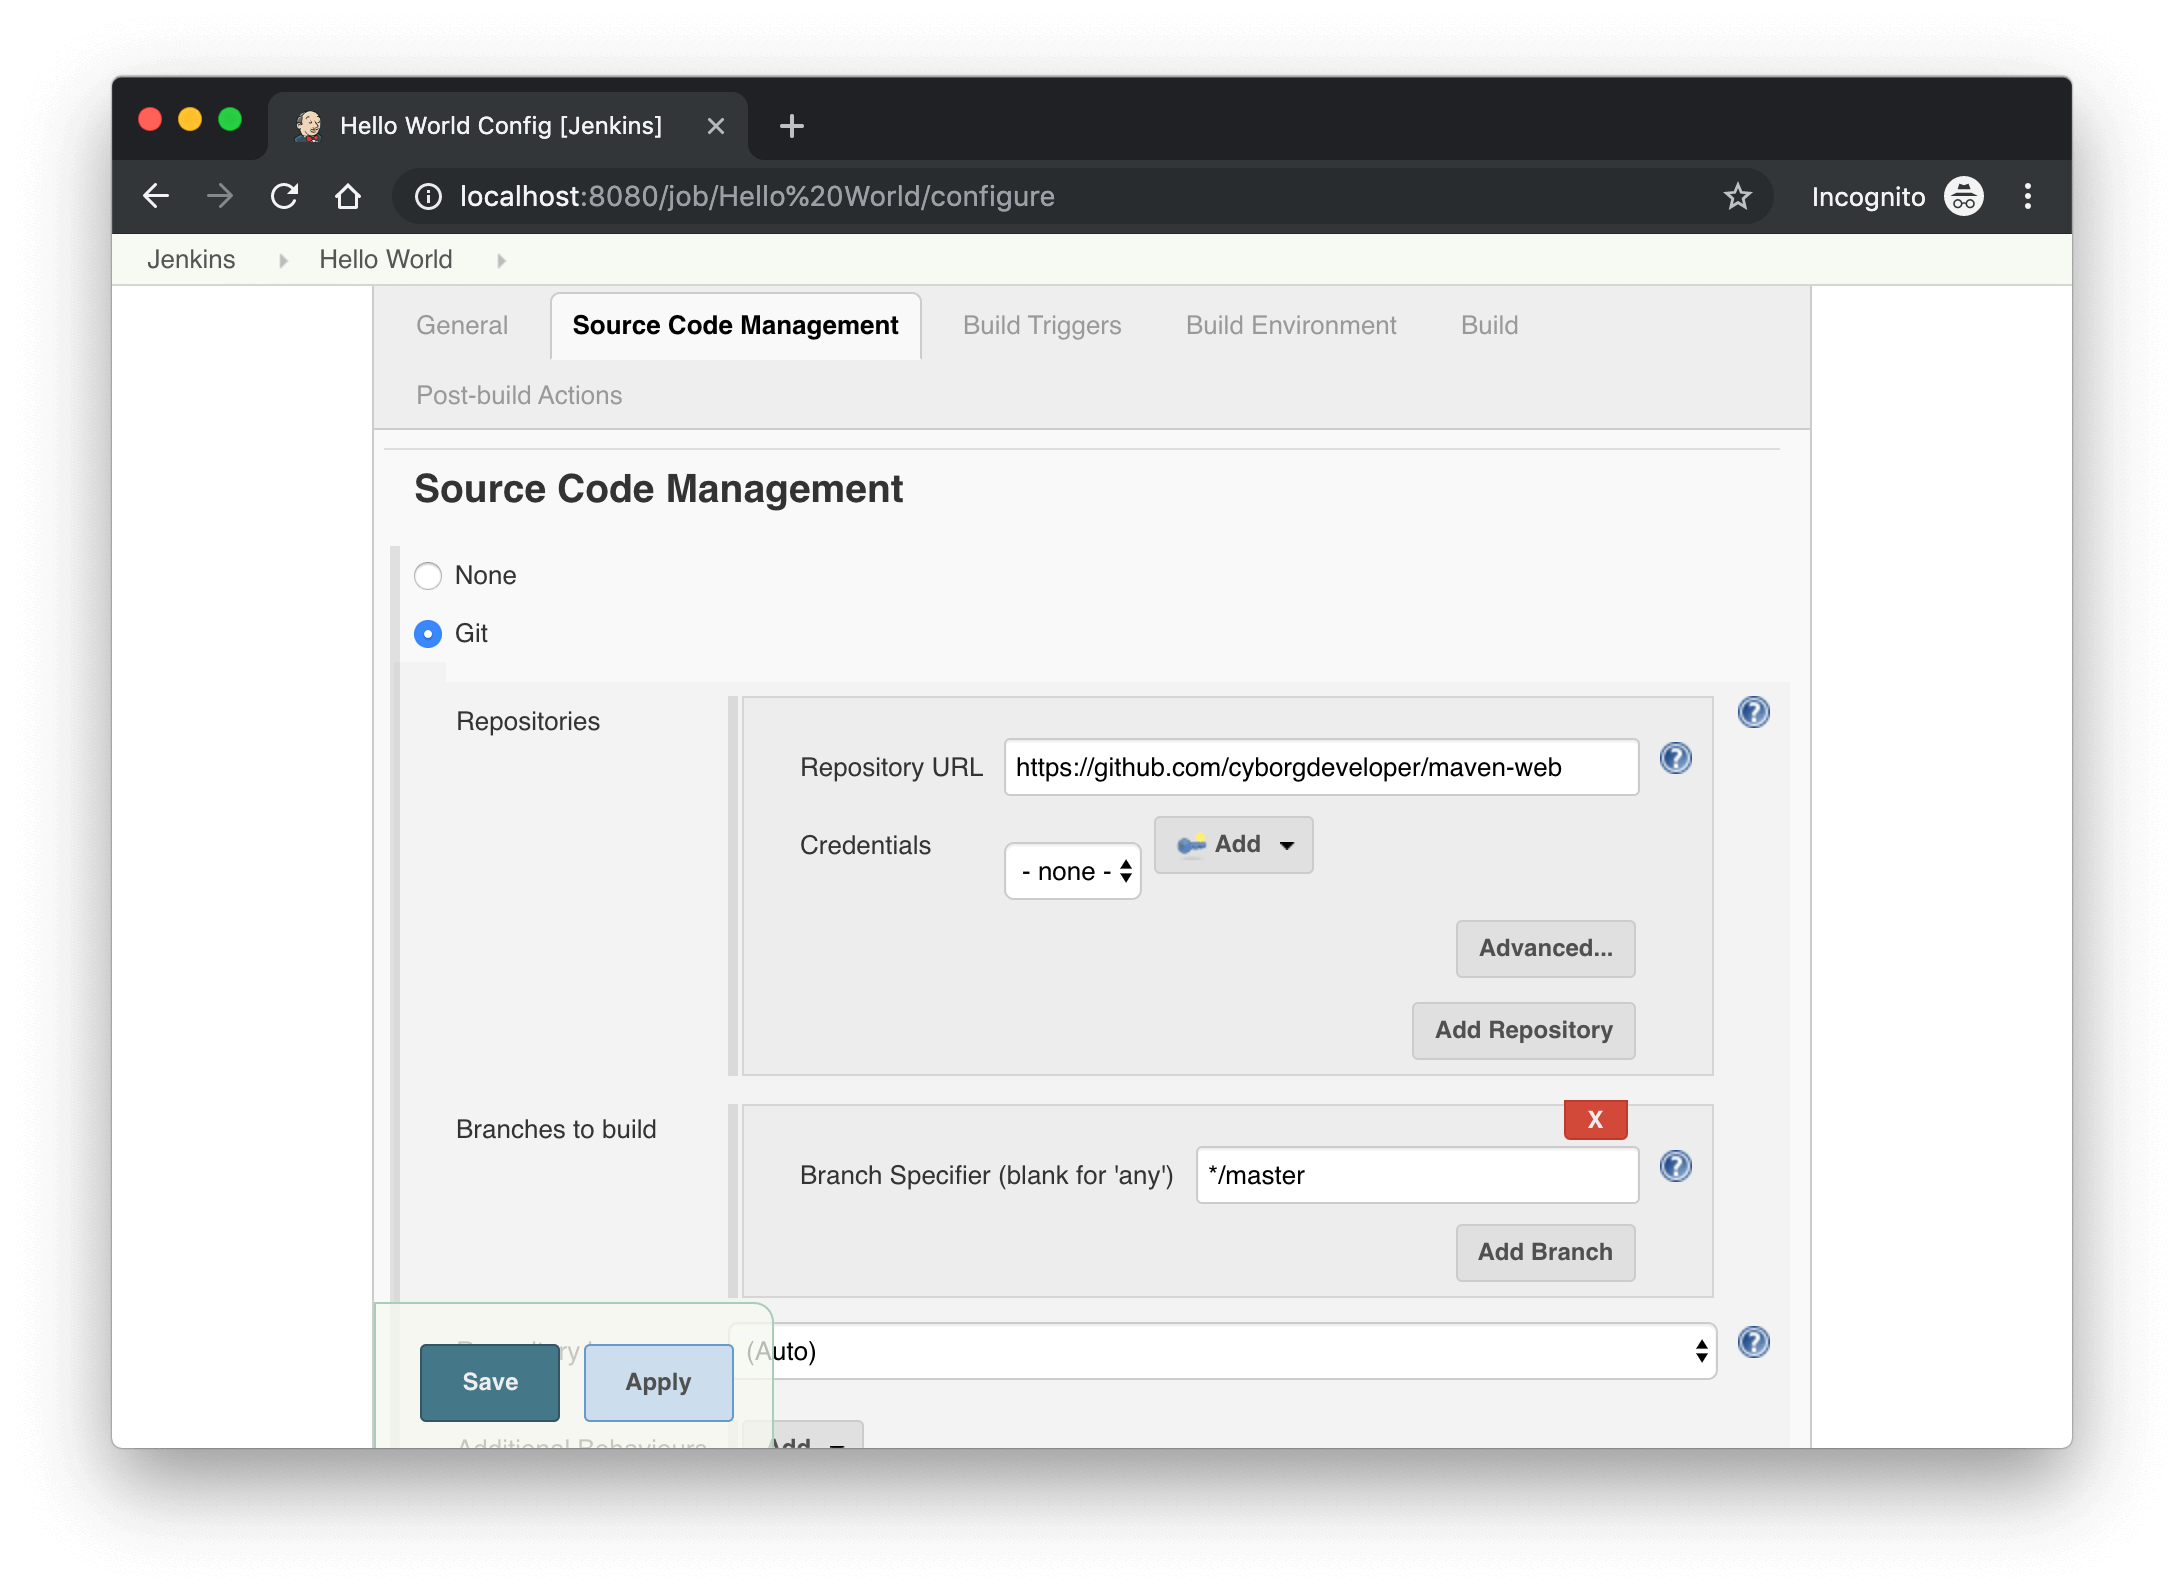 Hello World Config [Jenkins]
localhost:8080/job/Hello%20World/configure
Incognito
Jenkins Hello World
General Source Code Management Build Triggers Build Environment Build
Post-build Actions
Source Code Management
None
Git
Repositories
Repository URL https://github.com/cyborgdeveloper/maven-web
Credentials
- none -
Add
Advanced...
Add Repository
Branches to build
X
Branch Specifier (blank for 'any') */master
Add Branch
(Auto)
Save Apply
Additional Behaviours Add